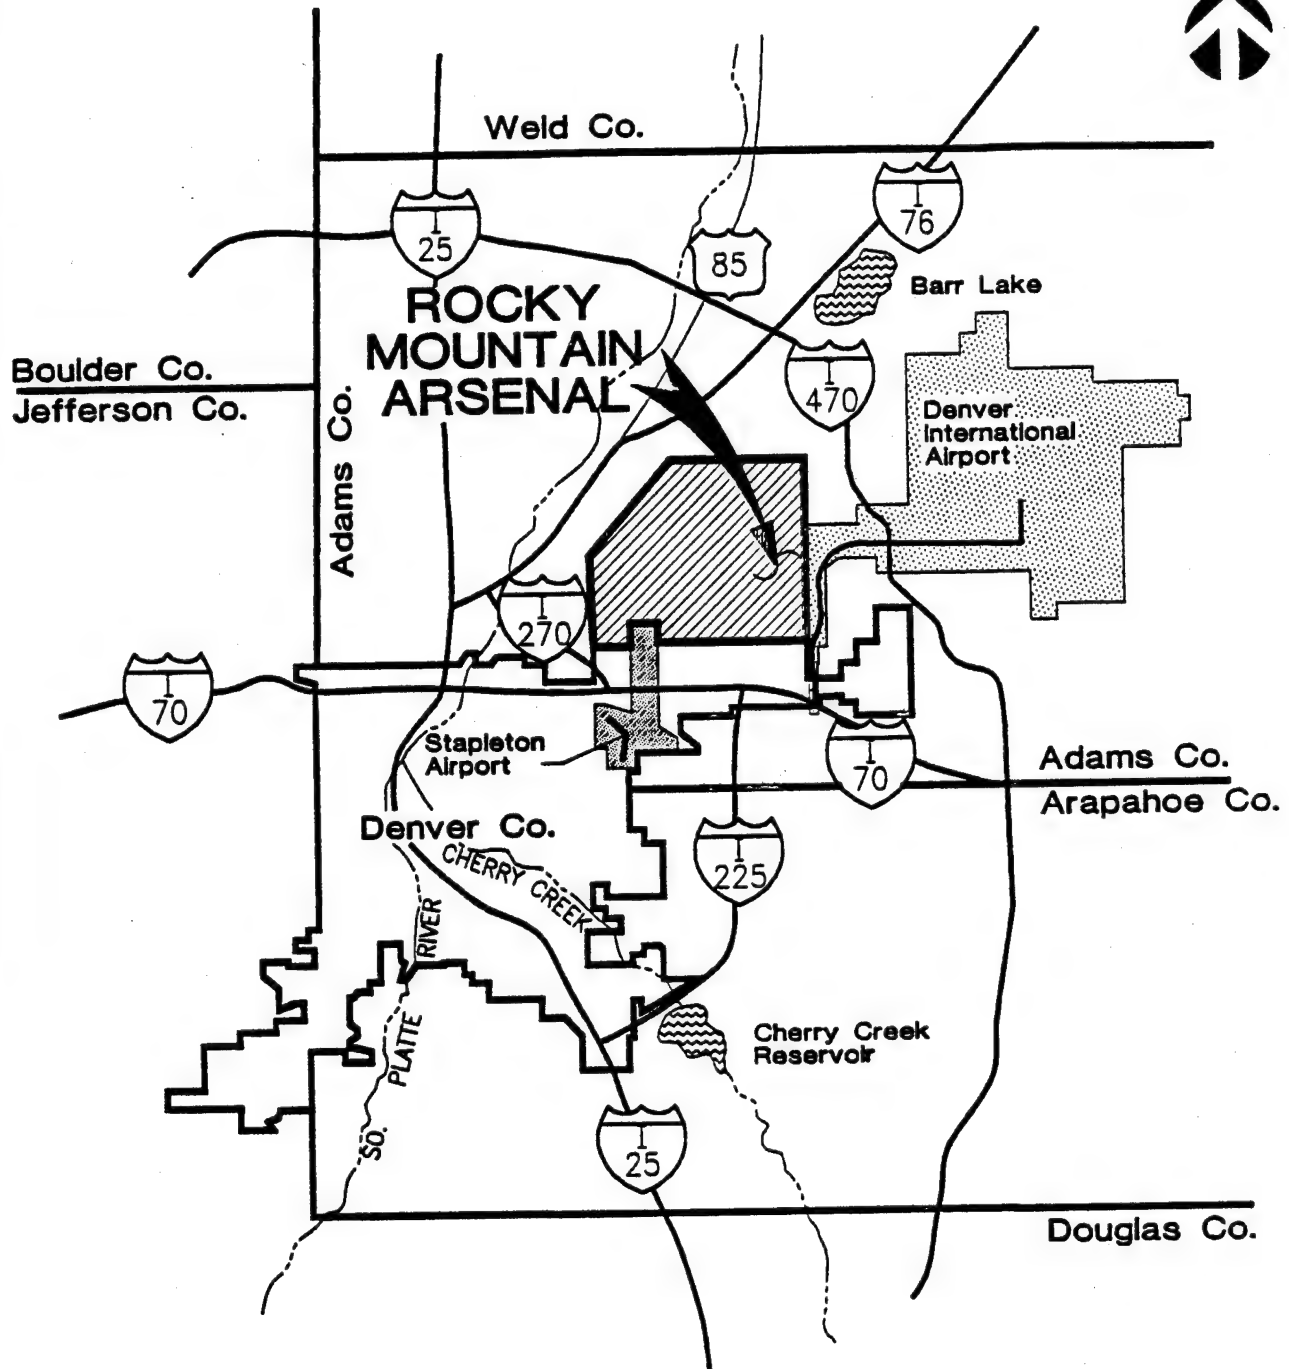 Weld Co.
I
76
I
25
85
Barr Lake
ROCKY
MOUNTAIN
ARSENAL
Boulder Co.
Jefferson Co.
Adams Co.
I
470
Denver
International
Airport
I
270
I
70
Stapleton
Airport
I
70
Adams Co.
Arapahoe Co.
Denver Co.
CHERRY CREEK
I
225
RIVER
PLATTE
SO.
Cherry Creek
Reservoir
I
25
Douglas Co.